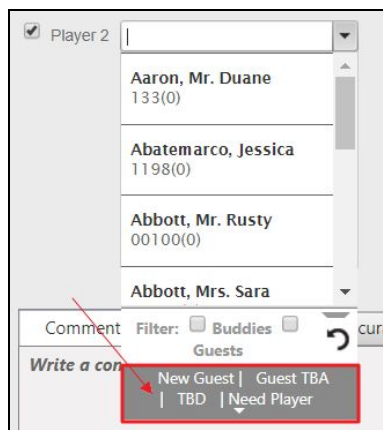 Player 2
Aaron, Mr. Duane
133(0)
Abatemarco, Jessica
1198(0)
Abbott, Mr. Rusty
00100(0)
Abbott, Mrs. Sara
Comment Filter: Buddies
Guests
Write a com
New Guest | Guest TBA
| TBD | Need Player